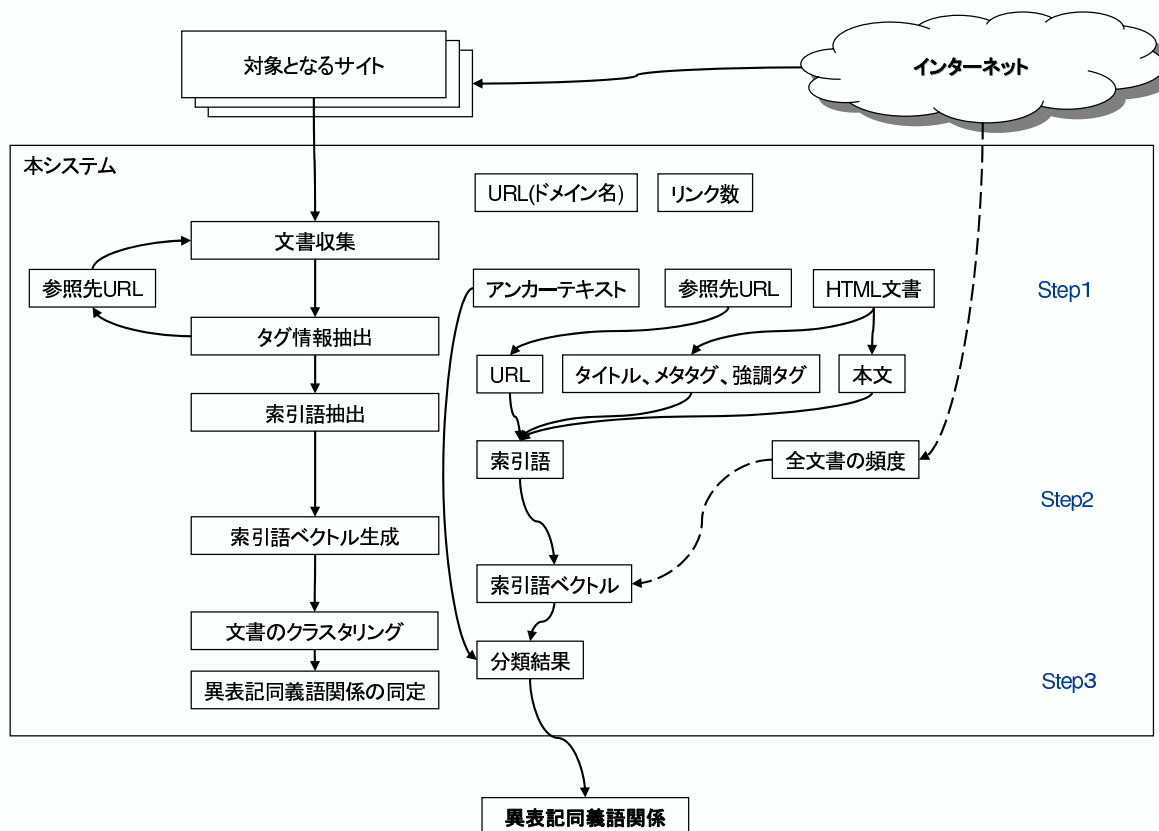 対象となるサイト
インターネット
本システム
URL(ドメイン名)
リンク数
文書収集
参照先URL
アンカーテキスト
参照先URL
HTML文書
Step1
タグ情報抽出
URL
タイトル、メタタグ、強調タグ
本文
索引語抽出
索引語
全文書の頻度
Step2
索引語ベクトル生成
索引語ベクトル
文書のクラスタリング
分類結果
異表記同義語関係の同定
Step3
異表記同義語関係